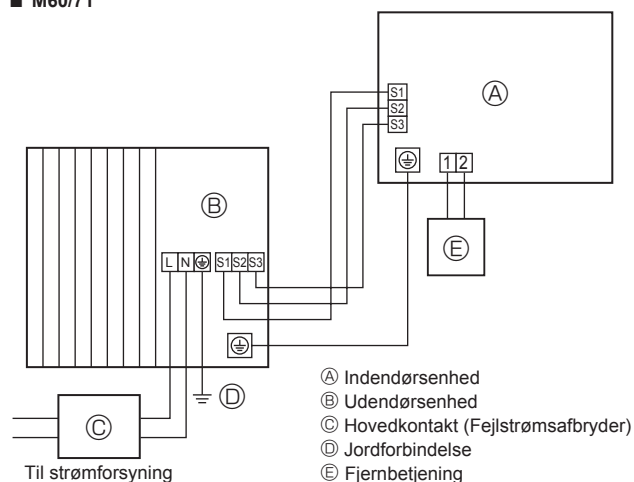 ■ M60/71
S1
S2
S3
Ⓐ
1 2
Ⓑ
L N S1 S2 S3
Ⓔ
Ⓓ
Ⓒ
Til strømforsyning
Ⓐ Indendørsenhed
Ⓑ Udendørsenhed
Ⓒ Hovedkontakt (Fejlstrømsafbryder)
Ⓓ Jordforbindelse
Ⓔ Fjernbetjening